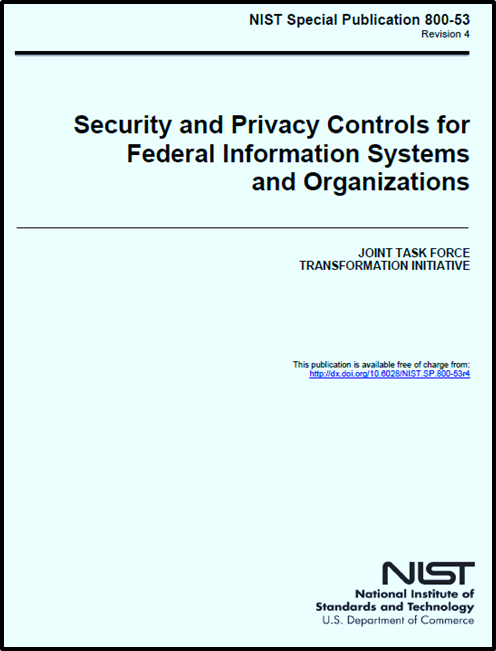 NIST Special Publication 800-53
Revision 4
Security and Privacy Controls for
Federal Information Systems
and Organizations
JOINT TASK FORCE
TRANSFORMATION INITIATIVE
This publication is available free of charge from:
http://dx.doi.org/10.6028/NIST.SP.800-53r4
NIST
National Institute of
Standards and Technology
U.S. Department of Commerce